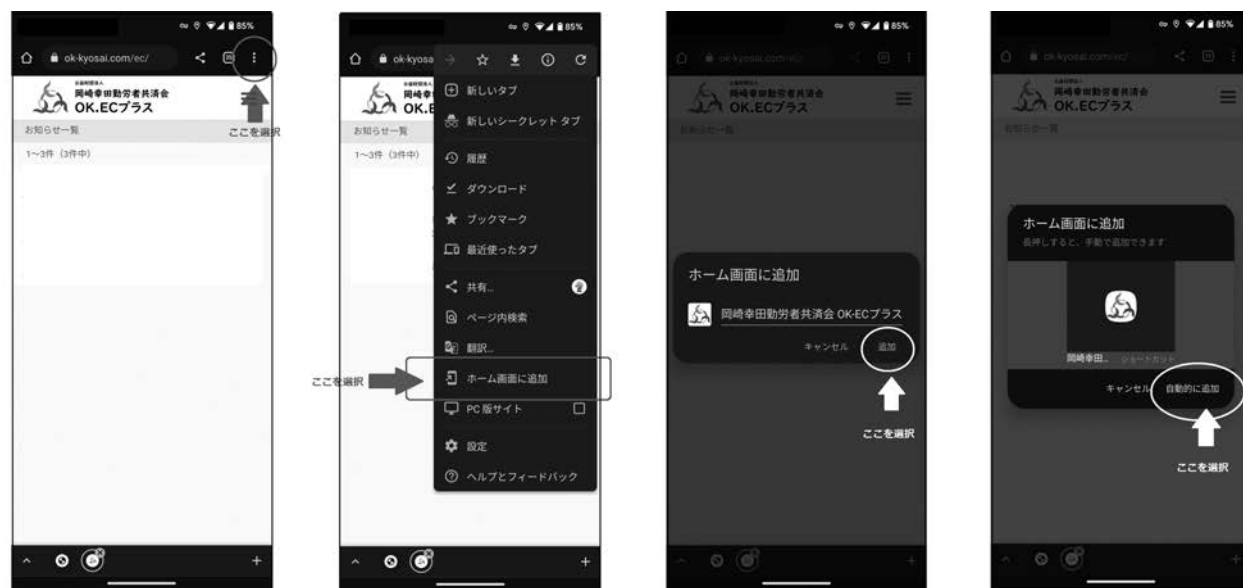 85%
ok-kyosai.com/ec/
岡崎幸田勤労者共済会
OK.ECプラス
お知らせ一覧
ここを選択
1～3件（3件中）
85%
ok-kyosai
岡崎幸田
OK.E
お知らせ一覧
1～3件（3件中）
新しいタブ
新しいシークレット タブ
履歴
ダウンロード
ブックマーク
最近使ったタブ
共有...
ページ内検索
翻訳...
ホーム画面に追加
ここを選択
PC 版サイト
設定
ヘルプとフィードバック
85%
ok-kyosai.com/ec/
岡崎幸田勤労者共済会
OK.ECプラス
お知らせ一覧
ホーム画面に追加
岡崎幸田勤労者共済会 OK-ECプラス
キャンセル
追加
ここを選択
85%
ok-kyosai.com/ec/
岡崎幸田勤労者共済会
OK.ECプラス
お知らせ一覧
ホーム画面に追加
長押しすると、手動で追加できます
岡崎幸田...
ショートカット
キャンセル
自動的に追加
ここを選択